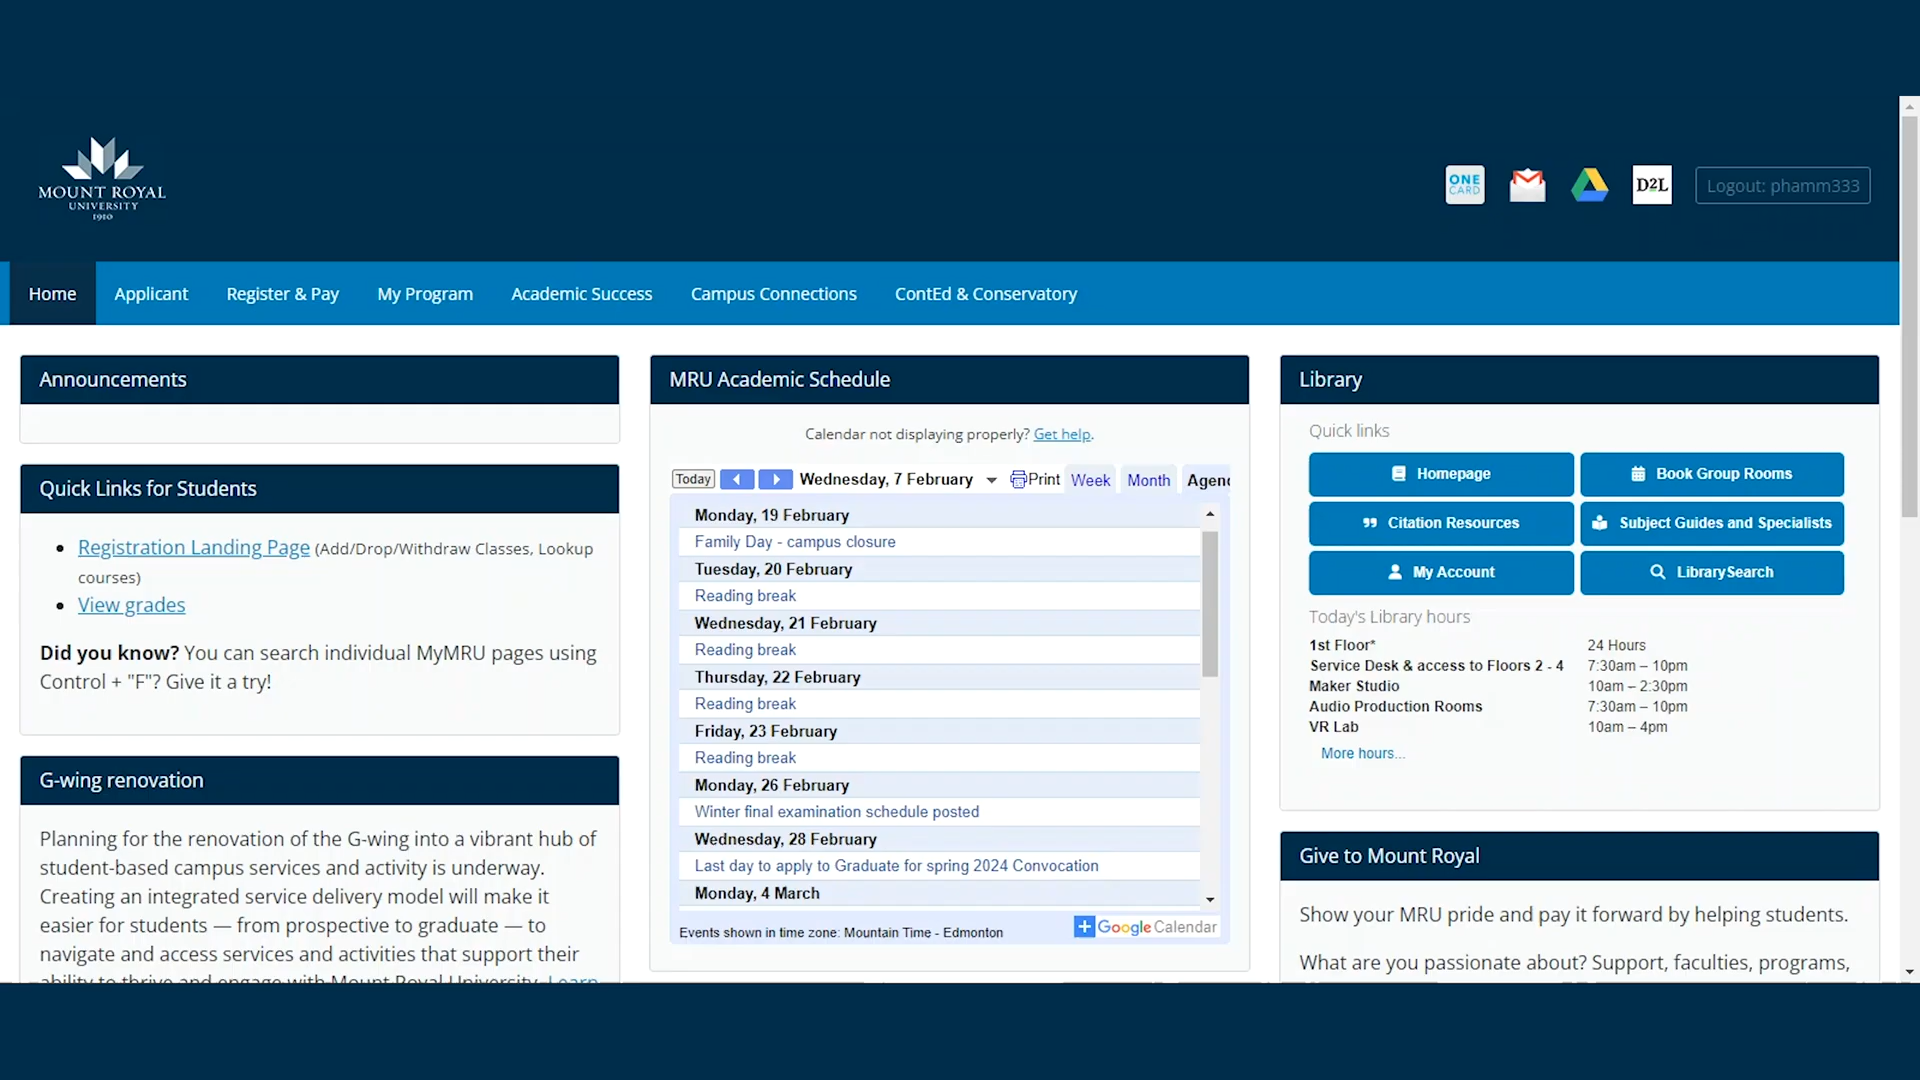 MOUNT ROYAL
UNIVERSITY
1910
ONE
CARD
D2L
Logout: phamm333
Home
Applicant
Register & Pay
My Program
Academic Success
Campus Connections
ContEd & Conservatory
Announcements
Quick Links for Students
Registration Landing Page (Add/Drop/Withdraw Classes, Lookup
courses)
View grades
Did you know? You can search individual MyMRU pages using
Control + "F"? Give it a try!
G-wing renovation
Planning for the renovation of the G-wing into a vibrant hub of
student-based campus services and activity is underway.
Creating an integrated service delivery model will make it
easier for students — from prospective to graduate — to
navigate and access services and activities that support their
ability to thrive and engage with Mount Royal University. Learn
MRU Academic Schedule
Calendar not displaying properly? Get help.
Today
Wednesday, 7 February
Print
Week
Month
Agend
Monday, 19 February
Family Day - campus closure
Tuesday, 20 February
Reading break
Wednesday, 21 February
Reading break
Thursday, 22 February
Reading break
Friday, 23 February
Reading break
Monday, 26 February
Winter final examination schedule posted
Wednesday, 28 February
Last day to apply to Graduate for spring 2024 Convocation
Monday, 4 March
Events shown in time zone: Mountain Time - Edmonton
Google Calendar
Library
Quick links
Homepage
Book Group Rooms
Citation Resources
Subject Guides and Specialists
My Account
LibrarySearch
Today's Library hours
1st Floor* 24 Hours
Service Desk & access to Floors 2 - 4 7:30am – 10pm
Maker Studio 10am – 2:30pm
Audio Production Rooms 7:30am – 10pm
VR Lab 10am – 4pm
More hours...
Give to Mount Royal
Show your MRU pride and pay it forward by helping students.
What are you passionate about? Support, faculties, programs,